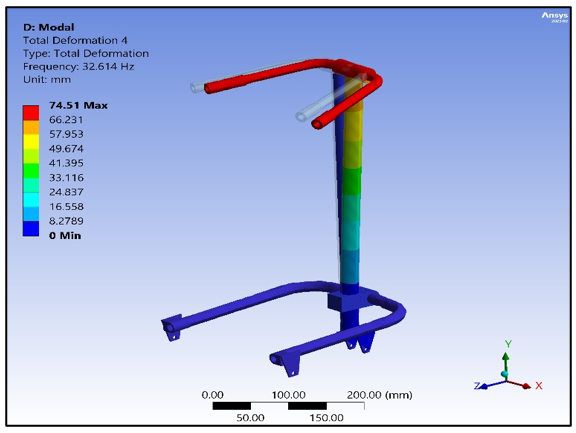 Ansys
D: Modal
Total Deformation 4
Type: Total Deformation
Frequency: 32.614 Hz
Unit: mm
74.51 Max
66.231
57.953
49.674
41.395
33.116
24.837
16.558
8.2789
0 Min
Y
Z
X
0.00 100.00 200.00 (mm)
50.00 150.00